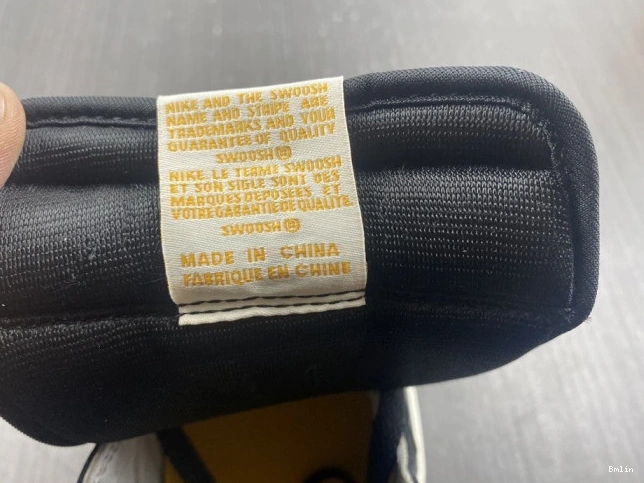 NIKE AND THE SWOOSH
NAME AND STRIPE ARE
TRADEMARKS AND YOUR
GUARANTEE OF QUALITY
SWOOSH®
NIKE LE TERME SWOOSH
ET SON SIGLE SONT DES
MARQUES DEPOSEES ET
VOTRE GARANTIE DE QUALITE.
SWOOSH®
MADE IN CHINA
FABRIQUE EN CHINE
Bmlin